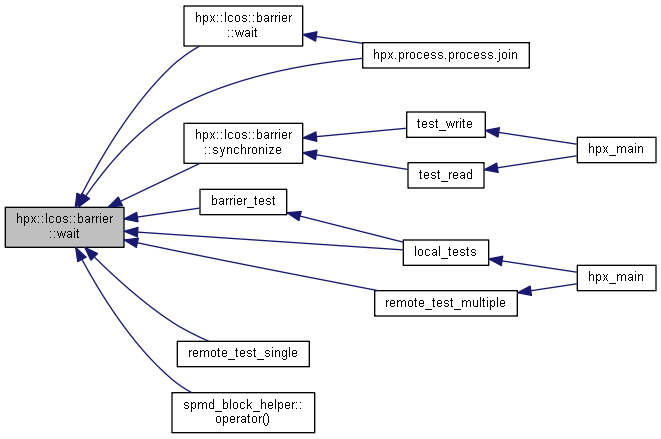 hpx::lcos::barrier
::wait
hpx.process.process.join
hpx::lcos::barrier
::synchronize
test_write
test_read
hpx_main
hpx::lcos::barrier
::wait
barrier_test
local_tests
hpx_main
remote_test_multiple
remote_test_single
spmd_block_helper::
operator()